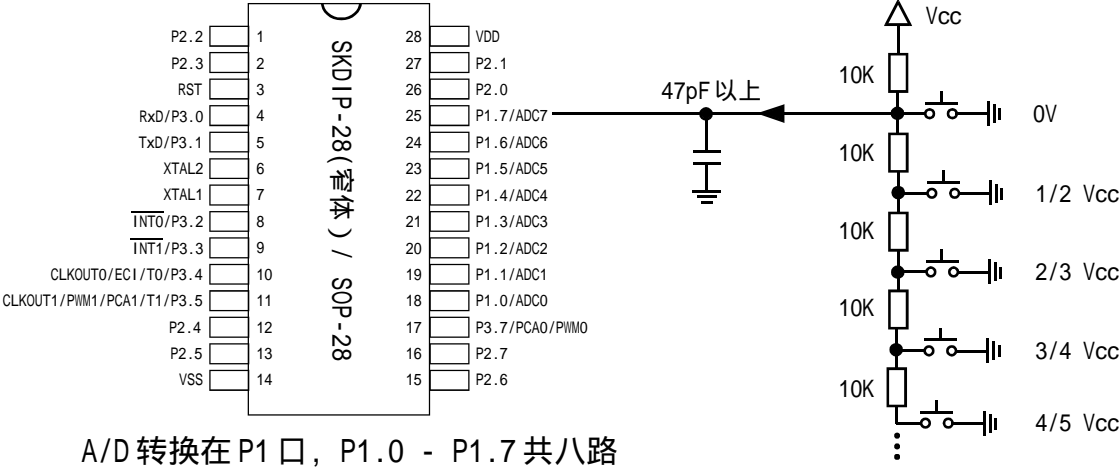 Vcc
P2.2 1 28 VDD
P2.3 2 27 P2.1
RST 3 26 P2.0
RxD/P3.0 4 25 P1.7/ADC7
TxD/P3.1 5 24 P1.6/ADC6
XTAL2 6 23 P1.5/ADC5
XTAL1 7 22 P1.4/ADC4
INT0/P3.2 8 21 P1.3/ADC3
INT1/P3.3 9 20 P1.2/ADC2
CLKOUT0/ECI/T0/P3.4 10 19 P1.1/ADC1
CLKOUT1/PWM1/PCA1/T1/P3.5 11 18 P1.0/ADC0
P2.4 12 17 P3.7/PCA0/PWM0
P2.5 13 16 P2.7
VSS 14 15 P2.6
SKDIP-28(窄体) / SOP-28
47pF以上
10K
0V
10K
1/2 Vcc
10K
2/3 Vcc
10K
3/4 Vcc
10K
4/5 Vcc
A/D转换在P1口, P1.0 - P1.7共八路